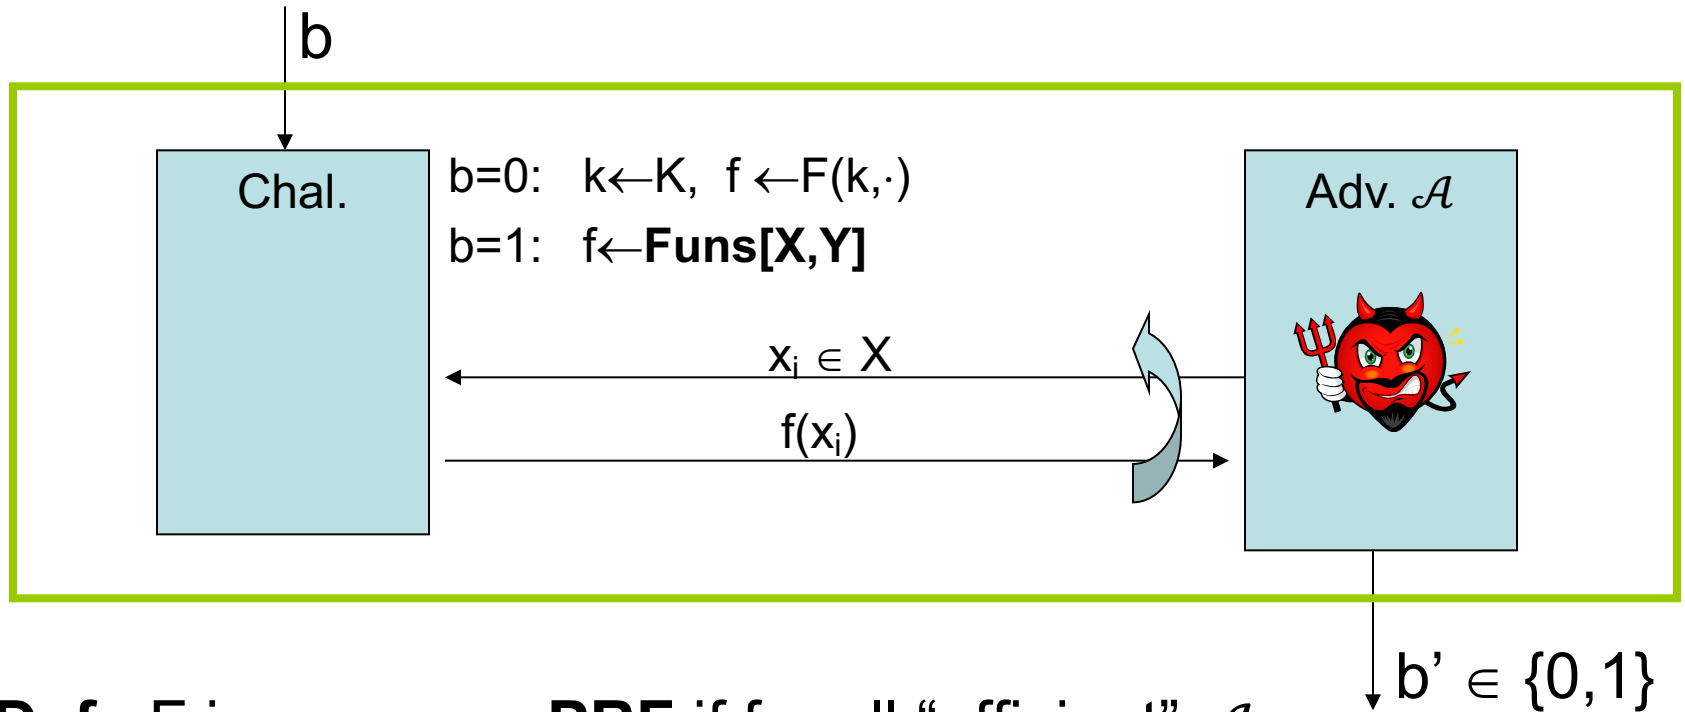 b
Chal.
b=0: k←K, f ←F(k,·)
b=1: f←Funs[X,Y]
Adv. 𝒜
xᵢ ∈ X
f(xᵢ)
b’ ∈ {0,1}